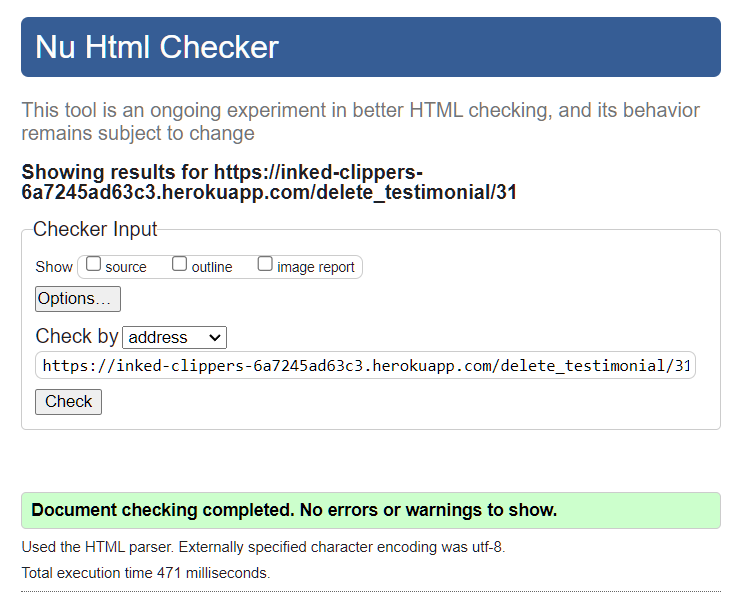 Nu Html Checker
This tool is an ongoing experiment in better HTML checking, and its behavior
remains subject to change
Showing results for https://inked-clippers-
6a7245ad63c3.herokuapp.com/delete_testimonial/31
Checker Input
Show source outline image report
Options...
Check by address
https://inked-clippers-6a7245ad63c3.herokuapp.com/delete_testimonial/31
Check
Document checking completed. No errors or warnings to show.
Used the HTML parser. Externally specified character encoding was utf-8.
Total execution time 471 milliseconds.